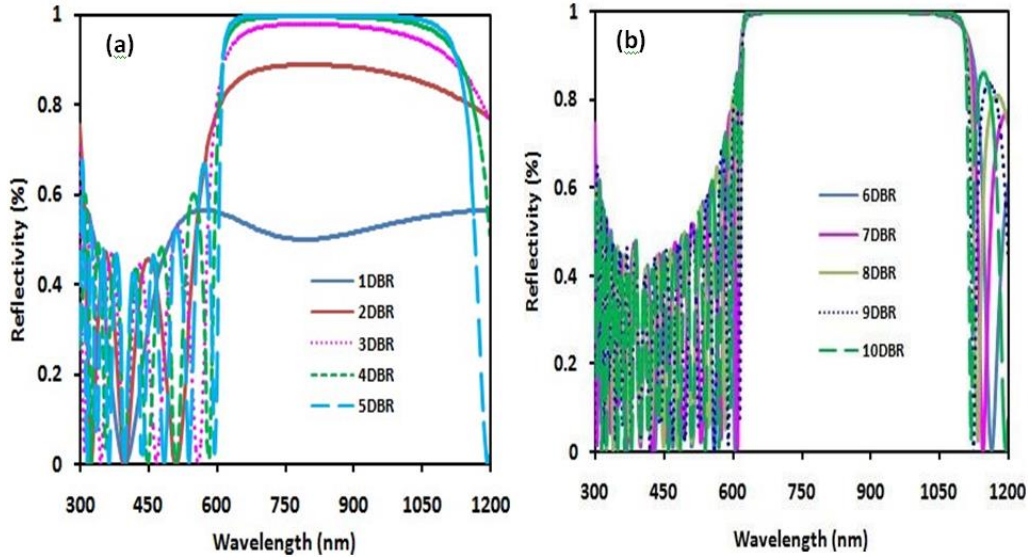 (a)
Reflectivity (%)
1
0.8
0.6
0.4
0.2
0
1DBR
2DBR
3DBR
4DBR
5DBR
300 450 600 750 900 1050 1200
Wavelength (nm)
(b)
Reflectivity (%)
1
0.8
0.6
0.4
0.2
0
6DBR
7DBR
8DBR
9DBR
10DBR
300 450 600 750 900 1050 1200
Wavelength (nm)